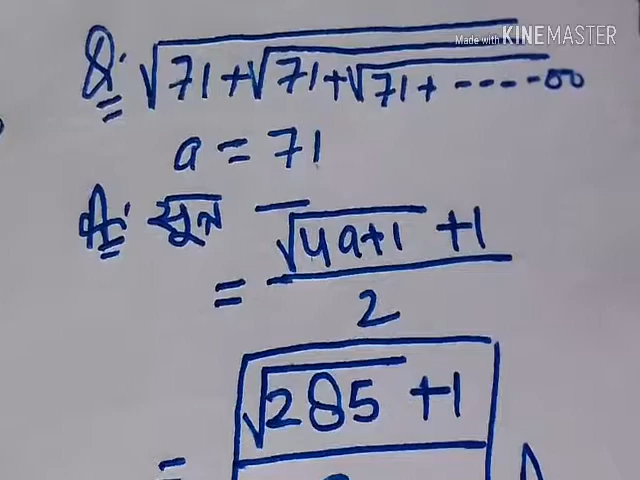 Made with KINEMASTER
Q: √71+√71+√71+-----∞
a = 71
A: सूत्र - √4a+1 +1
= 2
√285 +1
=